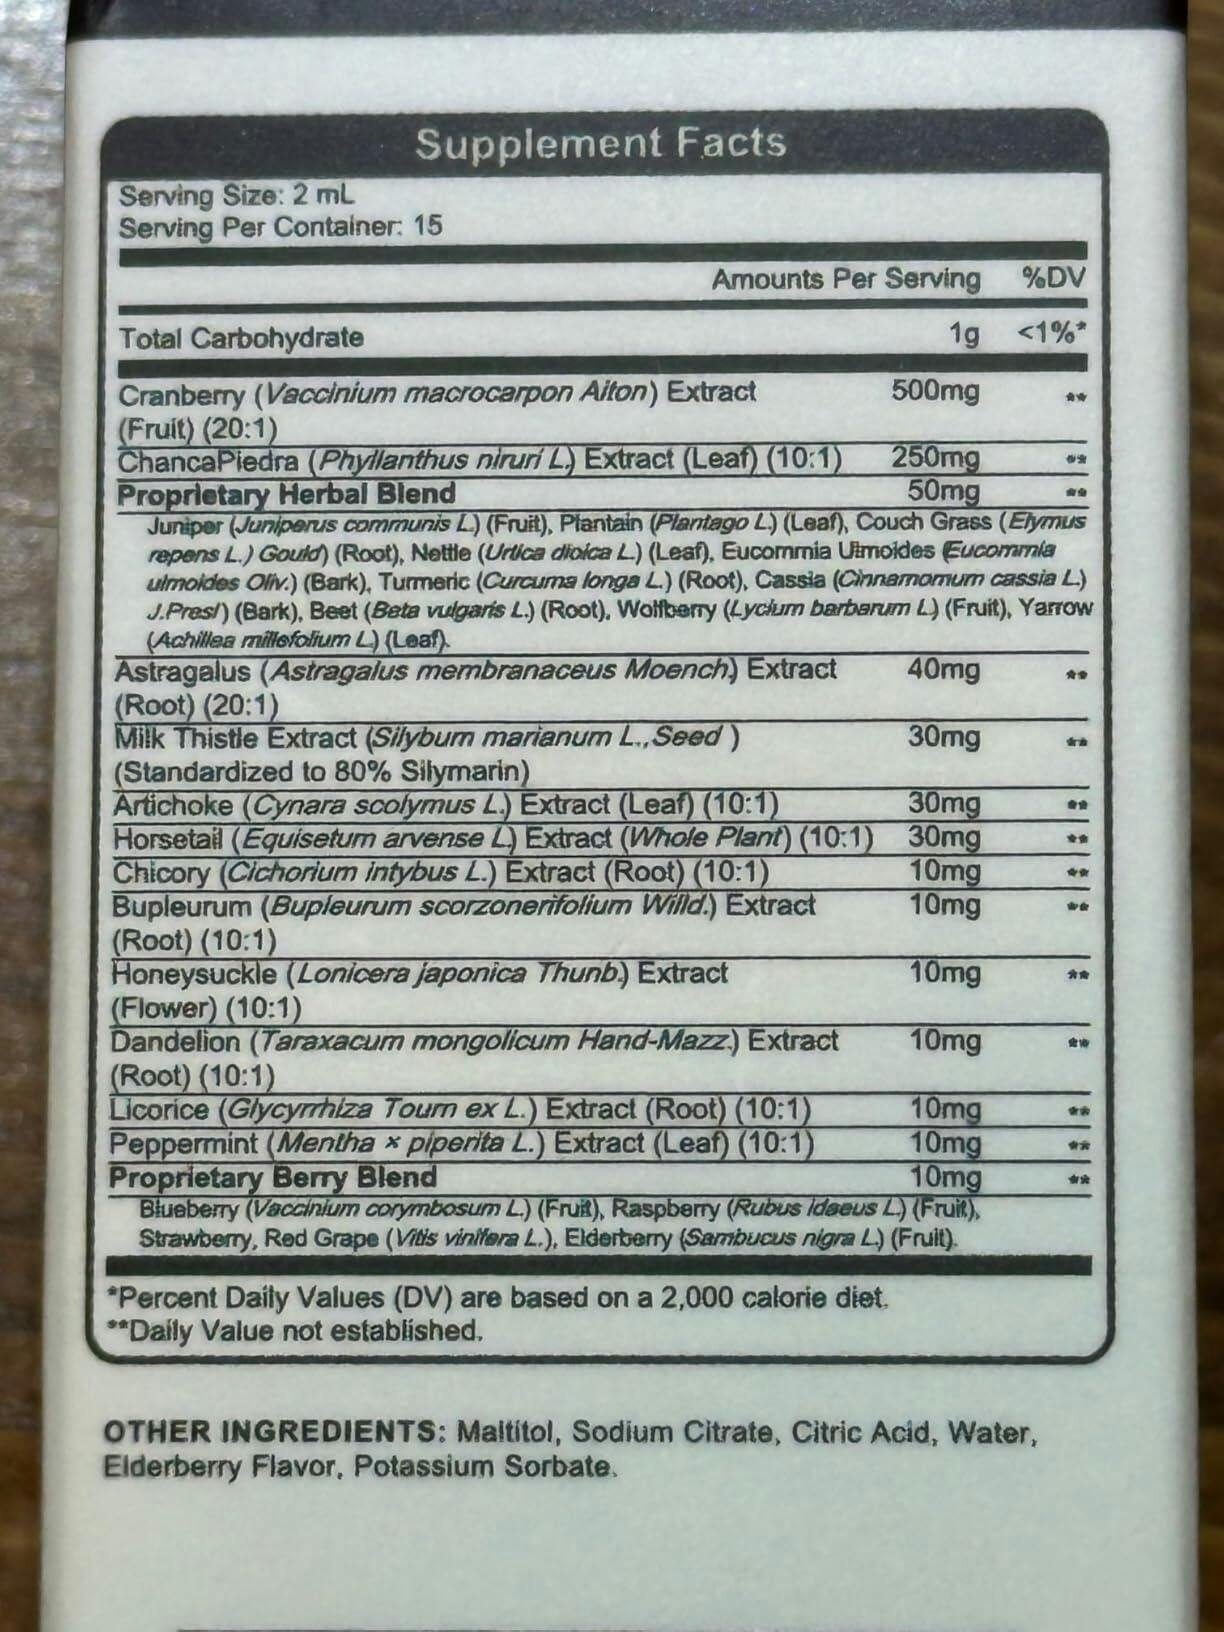 Supplement Facts
Serving Size: 2 mL
Serving Per Container: 15
Amounts Per Serving %DV
Total Carbohydrate 1g <1%*
Cranberry (Vaccinium macrocarpon Aiton) Extract 500mg **
(Fruit) (20:1)
ChancaPiedra (Phyllanthus niruri L.) Extract (Leaf) (10:1) 250mg **
Proprietary Herbal Blend 50mg **
Juniper (Juniperus communis L.) (Fruit), Plantain (Plantago L.) (Leaf), Couch Grass (Elymus
repens L.) Gould) (Root), Nettle (Urtica dioica L.) (Leaf), Eucommia Ulmoides (Eucommia
ulmoides Oliv.) (Bark), Turmeric (Curcuma longa L.) (Root), Cassia (Cinnamomum cassia L.)
J.Presl) (Bark), Beet (Beta vulgaris L.) (Root), Wolfberry (Lycium barbarum L.) (Fruit), Yarrow
(Achillea millefolium L.) (Leaf).
Astragalus (Astragalus membranaceus Moench) Extract 40mg **
(Root) (20:1)
Milk Thistle Extract (Silybum marianum L.,Seed ) 30mg **
(Standardized to 80% Silymarin)
Artichoke (Cynara scolymus L.) Extract (Leaf) (10:1) 30mg **
Horsetail (Equisetum arvense L.) Extract (Whole Plant) (10:1) 30mg **
Chicory (Cichorium intybus L.) Extract (Root) (10:1) 10mg **
Bupleurum (Bupleurum scorzonerifolium Willd.) Extract 10mg **
(Root) (10:1)
Honeysuckle (Lonicera japonica Thunb.) Extract 10mg **
(Flower) (10:1)
Dandelion (Taraxacum mongolicum Hand-Mazz.) Extract 10mg **
(Root) (10:1)
Licorice (Glycyrrhiza Tourn ex L.) Extract (Root) (10:1) 10mg **
Peppermint (Mentha × piperita L.) Extract (Leaf) (10:1) 10mg **
Proprietary Berry Blend 10mg **
Blueberry (Vaccinium corymbosum L.) (Fruit), Raspberry (Rubus idaeus L.) (Fruit),
Strawberry, Red Grape (Vitis vinifera L.), Elderberry (Sambucus nigra L.) (Fruit).
*Percent Daily Values (DV) are based on a 2,000 calorie diet.
**Daily Value not established.
OTHER INGREDIENTS: Maltitol, Sodium Citrate, Citric Acid, Water,
Elderberry Flavor, Potassium Sorbate.